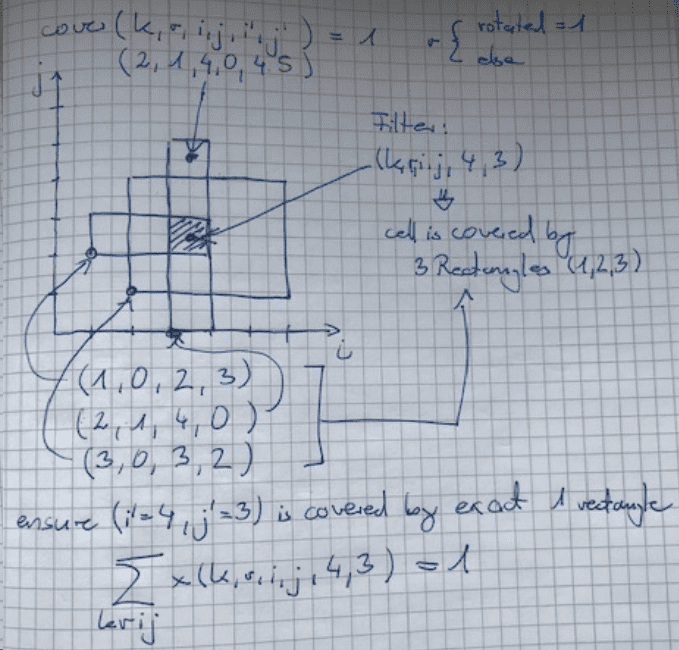 cover (k, r, i, j, i', j') = 1
r { rotated = 1
else
(2, 1, 4, 0, 4 5)
j
Filter:
(k, r, i, j, 4, 3)
⇓
cell is covered by
3 Rectangles (1,2,3)
i
(1, 0, 2, 3)
(2, 1, 4, 0)
(3, 0, 3, 2)
ensure (i'=4, j'=3) is covered by exact 1 rectangle
∑ x(k, r, i, j, 4, 3) = 1
krij